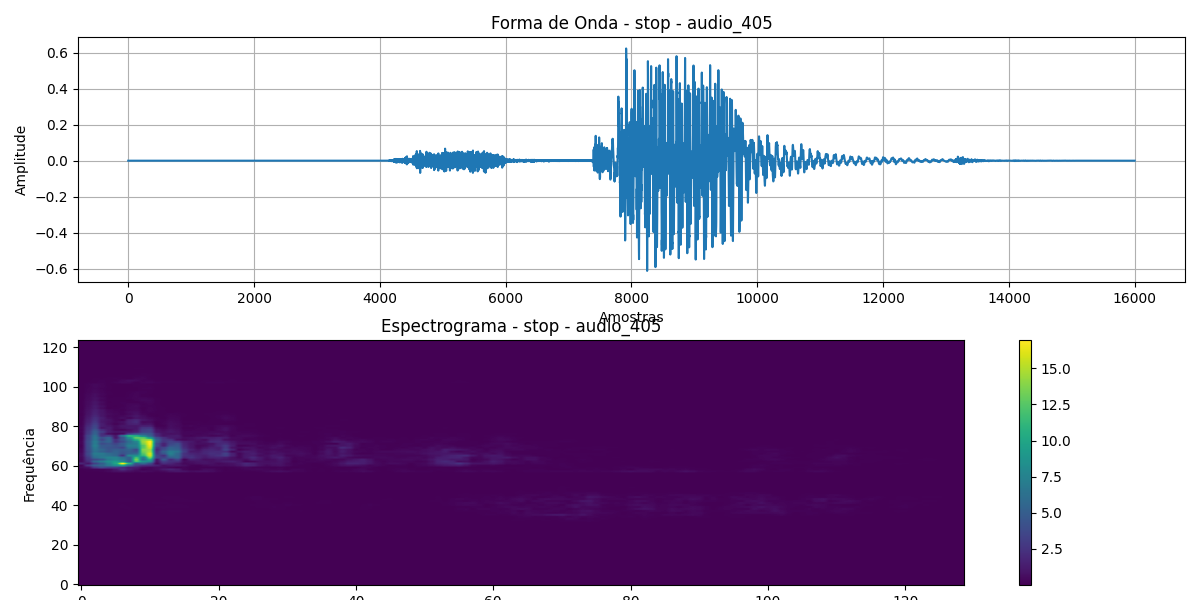 Forma de Onda - stop - audio_405
0.6
0.4
0.2
0.0
−0.2
−0.4
−0.6
Amplitude
0 2000 4000 6000 8000 10000 12000 14000 16000
Amostras
Espectrograma - stop - audio_405
120
100
80
60
40
20
0
Frequência
0 20 40 60 80 100 120
15.0
12.5
10.0
7.5
5.0
2.5